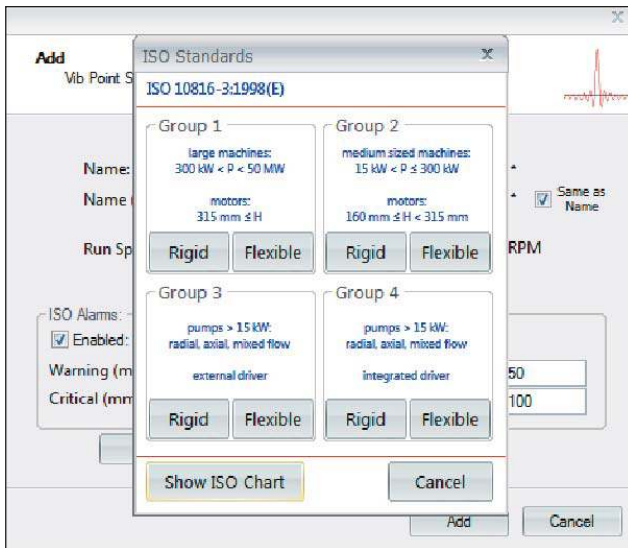 Add
Vib Point S
Name:
Name (
Same as
Name
Run Sp
RPM
ISO Alarms:
Enabled:
Warning (m
50
Critical (mm
100
Add
Cancel
ISO Standards
X
ISO 10816-3:1998(E)
Group 1
large machines:
300 kW < P < 50 MW
motors:
315 mm ≤ H
Rigid
Flexible
Group 2
medium sized machines:
15 kW < P ≤ 300 kW
motors:
160 mm ≤ H < 315 mm
Rigid
Flexible
Group 3
pumps > 15 kW:
radial, axial, mixed flow
external driver
Rigid
Flexible
Group 4
pumps > 15 kW:
radial, axial, mixed flow
integrated driver
Rigid
Flexible
Show ISO Chart
Cancel